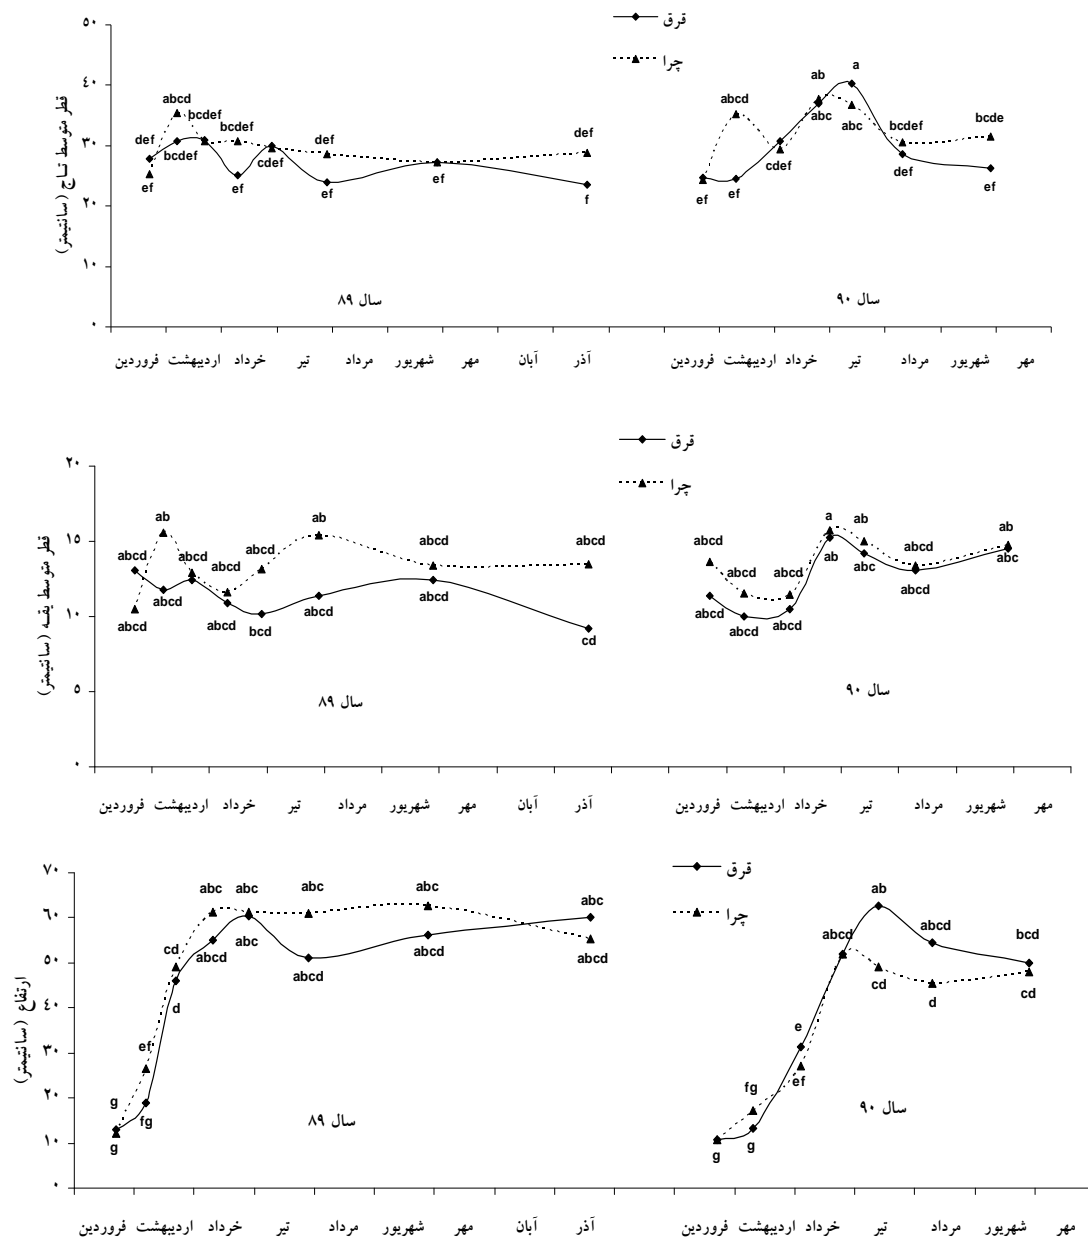 قرق
چرا
قطر متوسط تاج (سانتیمتر)
۵۰
۴۰
۳۰
۲۰
۱۰
۰
def
ef
abcd
bcdef
bcdef
bcdef
ef
cdef
def
ef
ef
def
f
ef
abcd
ef
cdef
ab
abc
a
abc
bcdef
def
bcde
ef
سال ۸۹
سال ۹۰
فروردین اردیبهشت خرداد تیر مرداد شهریور مهر آبان آذر
فروردین اردیبهشت خرداد تیر مرداد شهریور مهر
قرق
چرا
قطر متوسط یقه (سانتیمتر)
۲۰
۱۵
۱۰
۵
۰
abcd
abcd
ab
abcd
abcd
abcd
abcd
abcd
bcd
ab
abcd
abcd
abcd
abcd
cd
abcd
abcd
abcd
abcd
abcd
abcd
a
ab
ab
abc
abcd
abcd
ab
abc
سال ۸۹
سال ۹۰
فروردین اردیبهشت خرداد تیر مرداد شهریور مهر آبان آذر
فروردین اردیبهشت خرداد تیر مرداد شهریور مهر
قرق
چرا
ارتفاع (سانتیمتر)
۷۰
۶۰
۵۰
۴۰
۳۰
۲۰
۱۰
۰
g
g
ef
fg
cd
d
abc
abcd
abc
abc
abc
abcd
abc
abcd
abc
abcd
g
fg
g
e
ef
abcd
ab
cd
abcd
d
bcd
cd
سال ۸۹
سال ۹۰
فروردین اردیبهشت خرداد تیر مرداد شهریور مهر آبان آذر
فروردین اردیبهشت خرداد تیر مرداد شهریور مهر